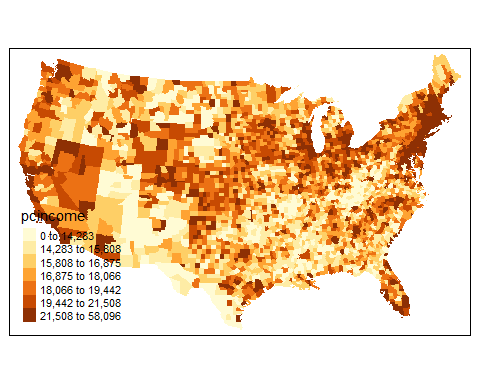 pcincome
0 to 14,283
14,283 to 15,808
15,808 to 16,875
16,875 to 18,066
18,066 to 19,442
19,442 to 21,508
21,508 to 58,096